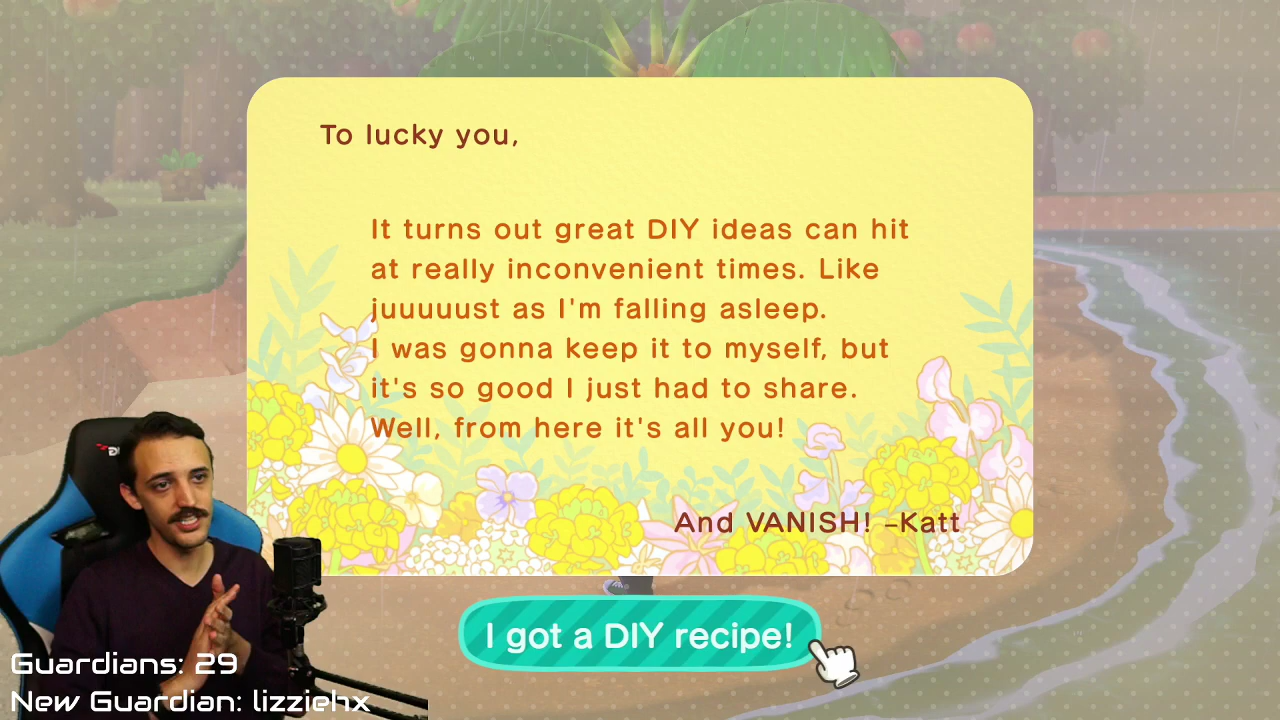 To lucky you,
It turns out great DIY ideas can hit
at really inconvenient times. Like
juuuuust as I'm falling asleep.
I was gonna keep it to myself, but
it's so good I just had to share.
Well, from here it's all you!
And VANISH! –Katt
I got a DIY recipe!
Guardians: 29
New Guardian: lizziehx